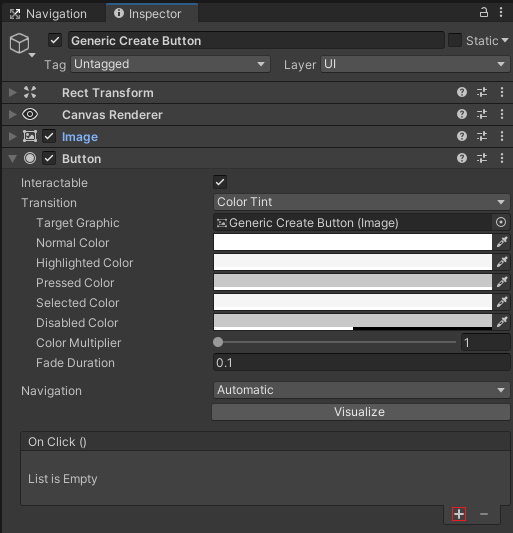 Navigation Inspector
Generic Create Button Static
Tag Untagged Layer UI
Rect Transform
Canvas Renderer
Image
Button
Interactable
Transition Color Tint
Target Graphic Generic Create Button (Image)
Normal Color
Highlighted Color
Pressed Color
Selected Color
Disabled Color
Color Multiplier 1
Fade Duration 0.1
Navigation Automatic
Visualize
On Click ()
List is Empty